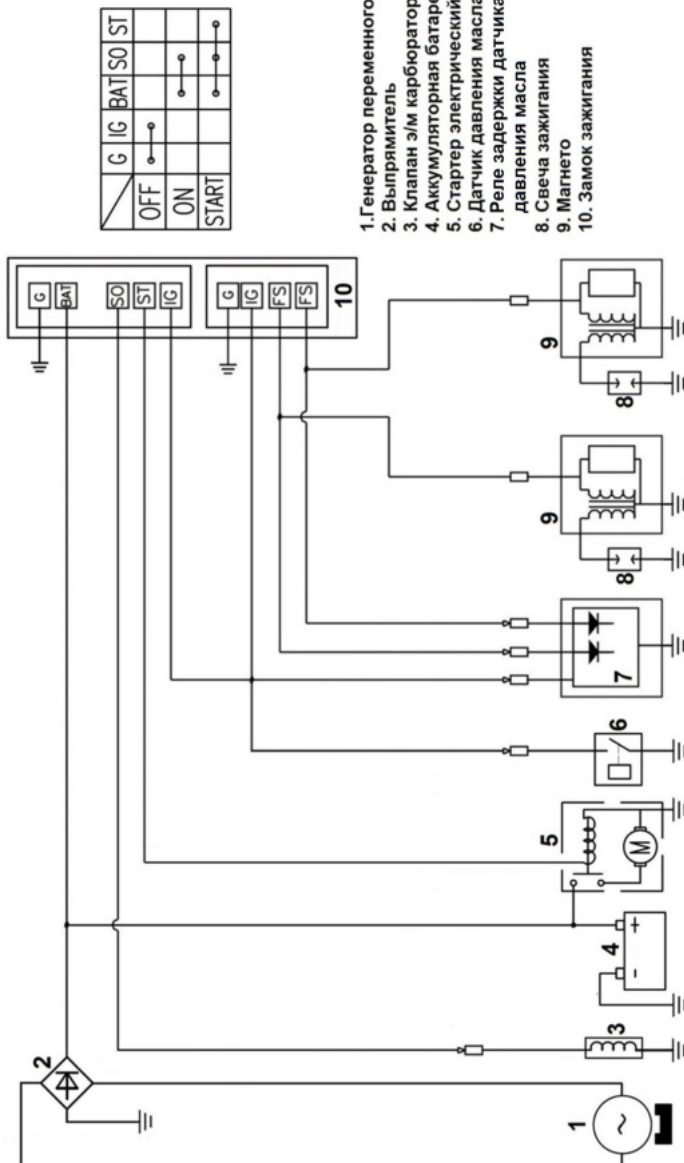 G IG BAT SO ST
OFF
ON
START
1.Генератор переменного
2. Выпрямитель
3. Клапан э/м карбюратор
4. Аккумуляторная батаре
5. Стартер электрический
6. Датчик давления масла
7. Реле задержки датчика
давления масла
8. Свеча зажигания
9. Магнето
10. Замок зажигания
G
BAT
SO
ST
IG
G
IG
FS
FS
10
2
1
~
3
4
- +
5
M
6
7
8
9
8
9